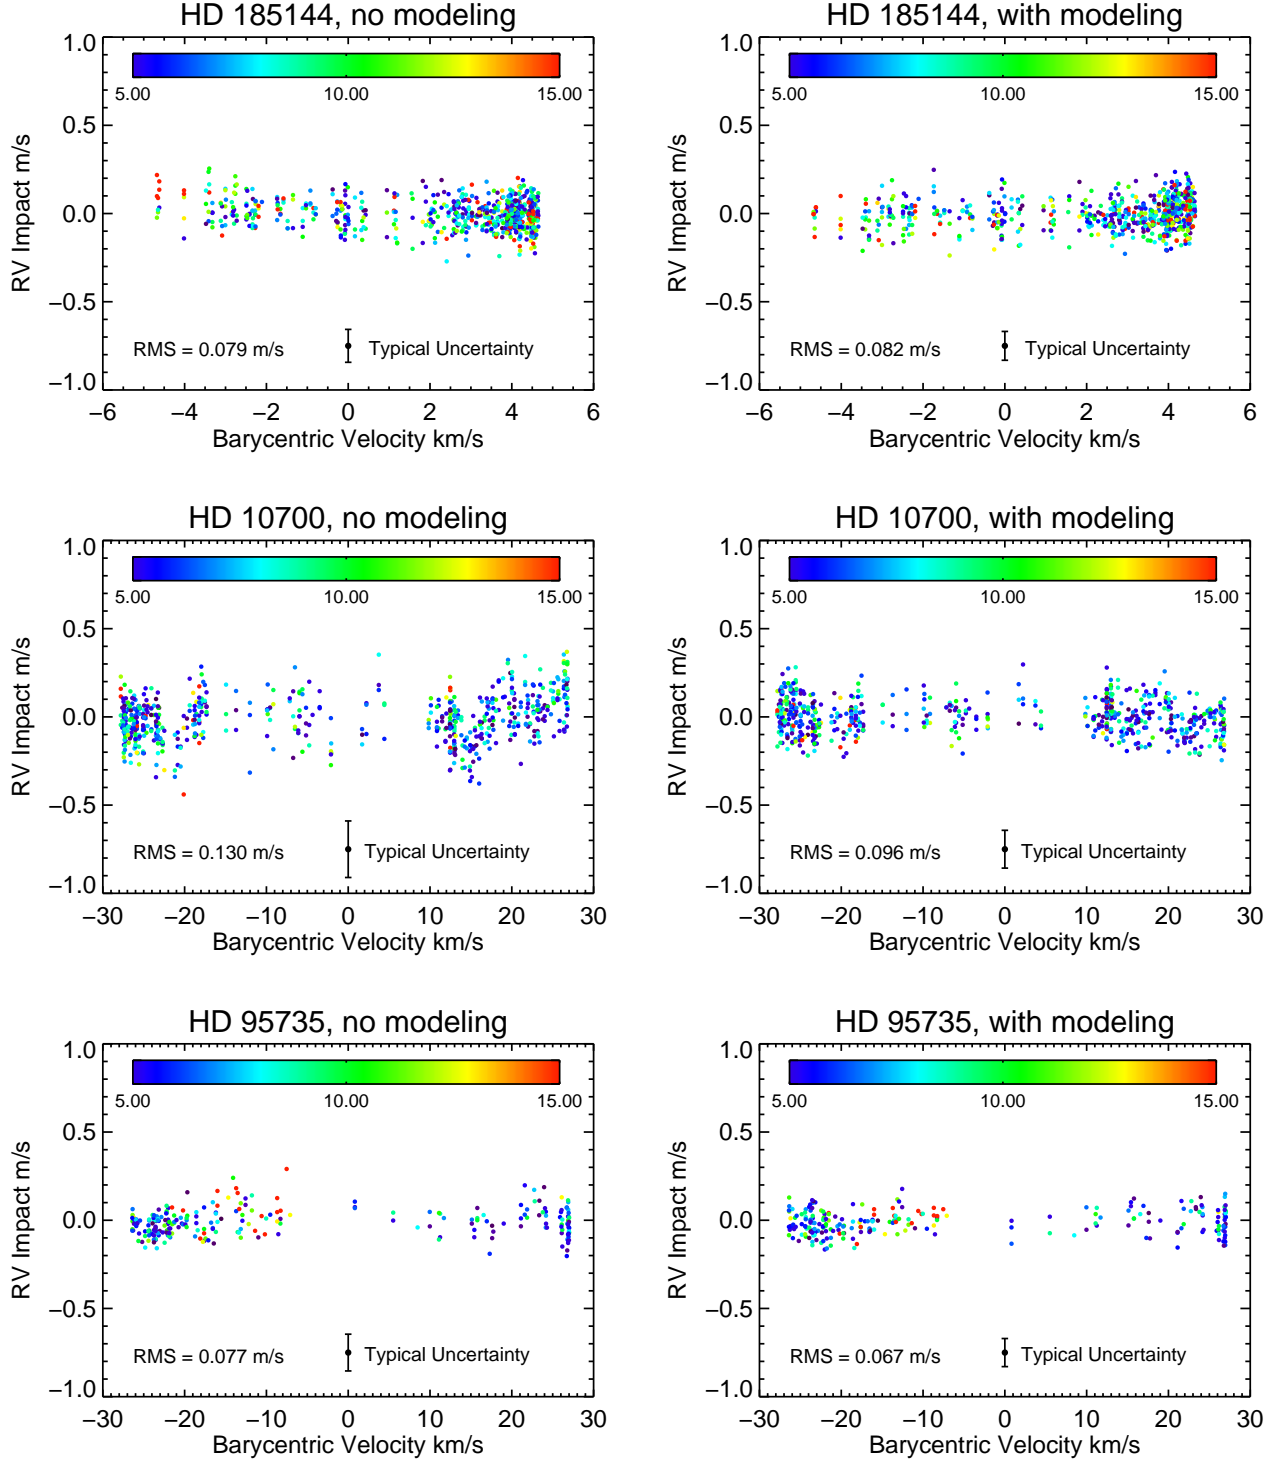 HD 185144, no modeling
1.0
0.5
0.0
−0.5
−1.0
RV Impact m/s
5.00 10.00 15.00
RMS = 0.079 m/s
Typical Uncertainty
−6 −4 −2 0 2 4 6
Barycentric Velocity km/s
HD 185144, with modeling
1.0
0.5
0.0
−0.5
−1.0
RV Impact m/s
5.00 10.00 15.00
RMS = 0.082 m/s
Typical Uncertainty
−6 −4 −2 0 2 4 6
Barycentric Velocity km/s
HD 10700, no modeling
1.0
0.5
0.0
−0.5
−1.0
RV Impact m/s
5.00 10.00 15.00
RMS = 0.130 m/s
Typical Uncertainty
−30 −20 −10 0 10 20 30
Barycentric Velocity km/s
HD 10700, with modeling
1.0
0.5
0.0
−0.5
−1.0
RV Impact m/s
5.00 10.00 15.00
RMS = 0.096 m/s
Typical Uncertainty
−30 −20 −10 0 10 20 30
Barycentric Velocity km/s
HD 95735, no modeling
1.0
0.5
0.0
−0.5
−1.0
RV Impact m/s
5.00 10.00 15.00
RMS = 0.077 m/s
Typical Uncertainty
−30 −20 −10 0 10 20 30
Barycentric Velocity km/s
HD 95735, with modeling
1.0
0.5
0.0
−0.5
−1.0
RV Impact m/s
5.00 10.00 15.00
RMS = 0.067 m/s
Typical Uncertainty
−30 −20 −10 0 10 20 30
Barycentric Velocity km/s